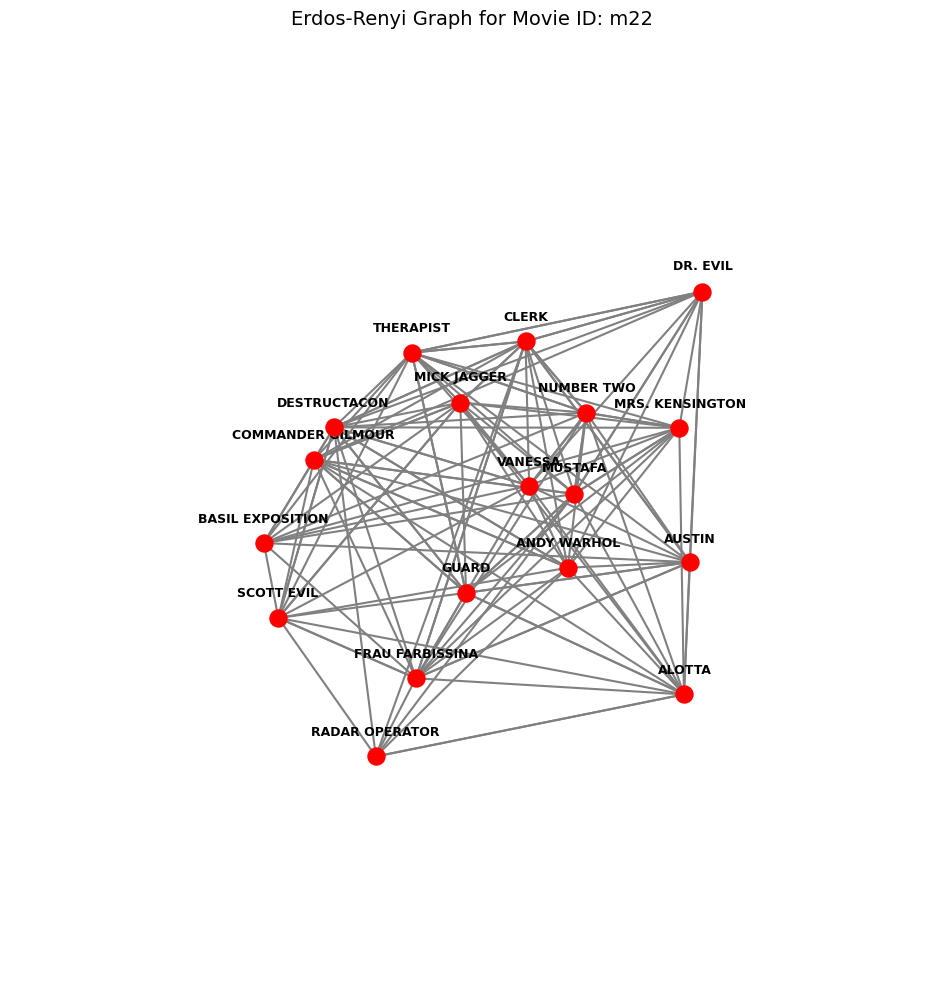 Erdos-Renyi Graph for Movie ID: m22
DR. EVIL
CLERK
THERAPIST
MICK JAGGER
NUMBER TWO
DESTRUCTACON
MRS. KENSINGTON
COMMANDER GILMOUR
VANESSA
MUSTAFA
BASIL EXPOSITION
AUSTIN
ANDY WARHOL
GUARD
SCOTT EVIL
FRAU FARBISSINA
ALOTTA
RADAR OPERATOR